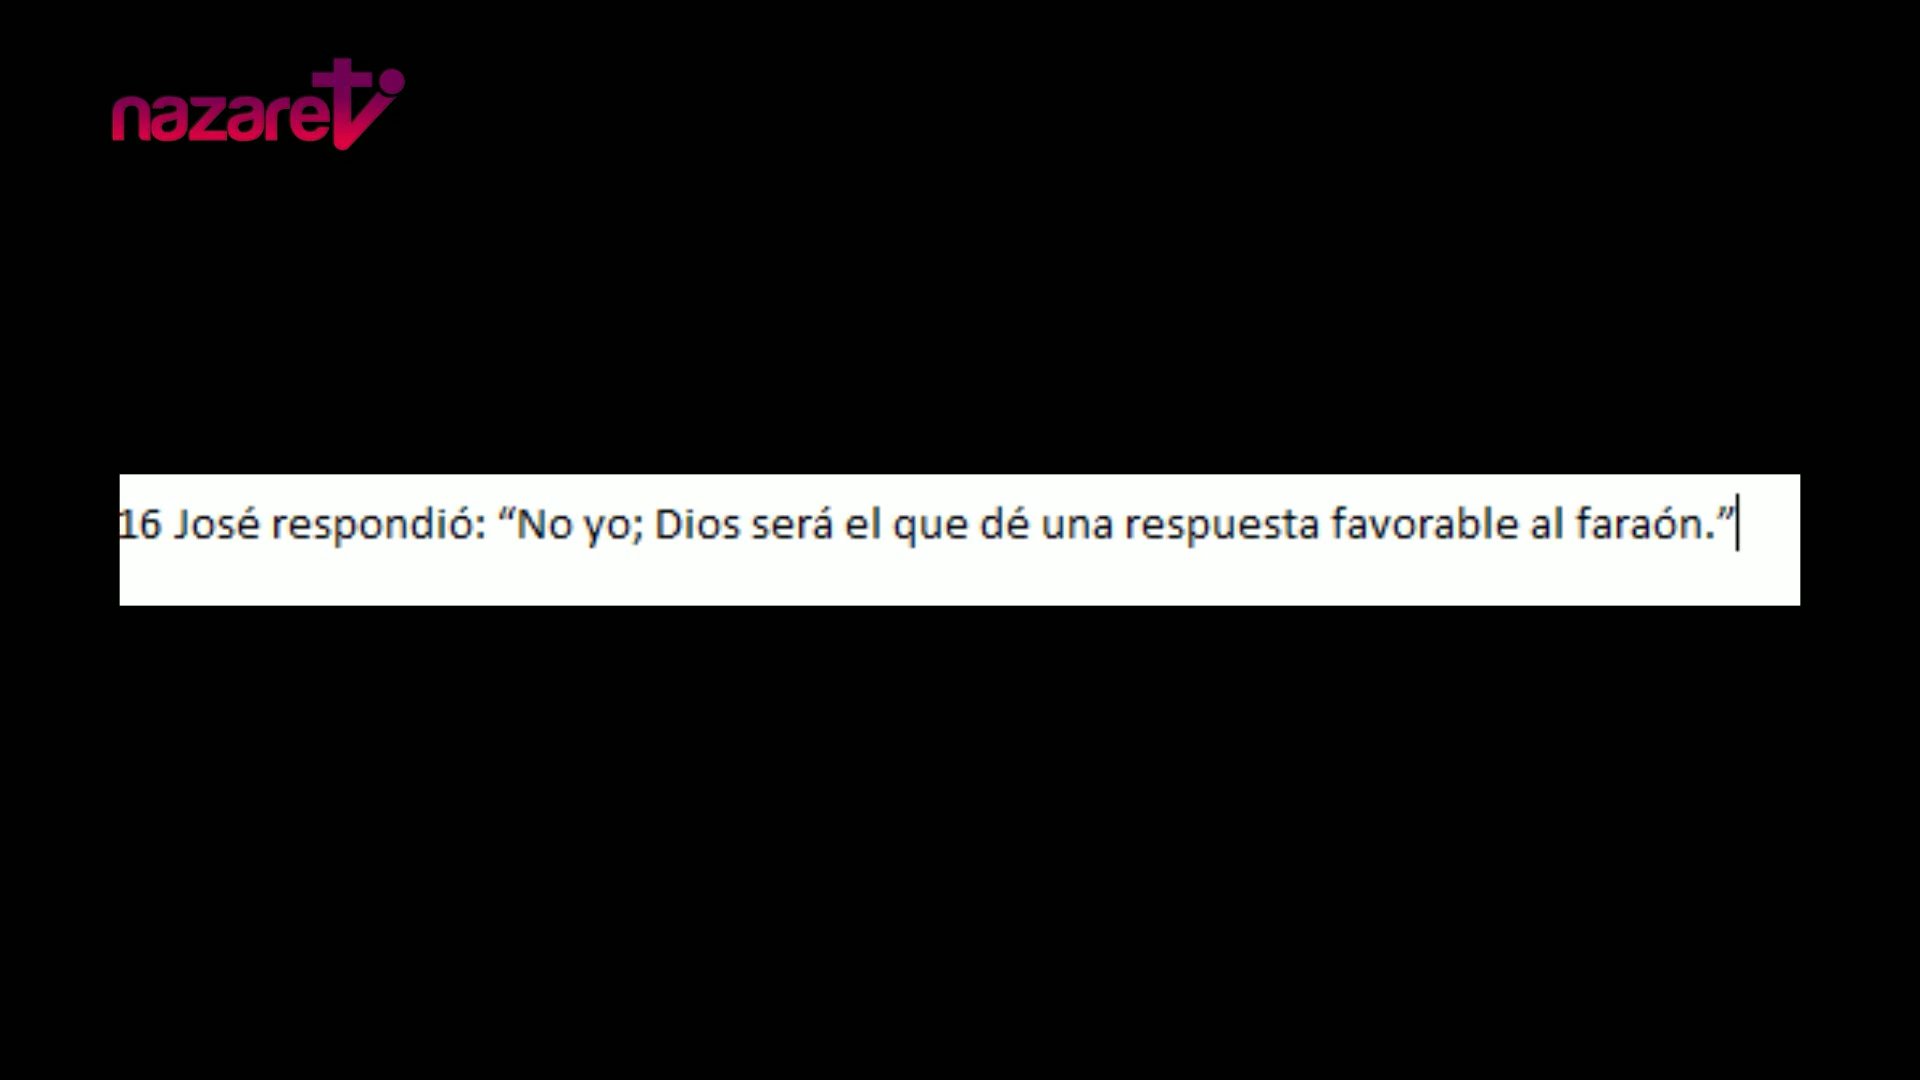 nazaretv
16 José respondió: “No yo; Dios será el que dé una respuesta favorable al faraón.”